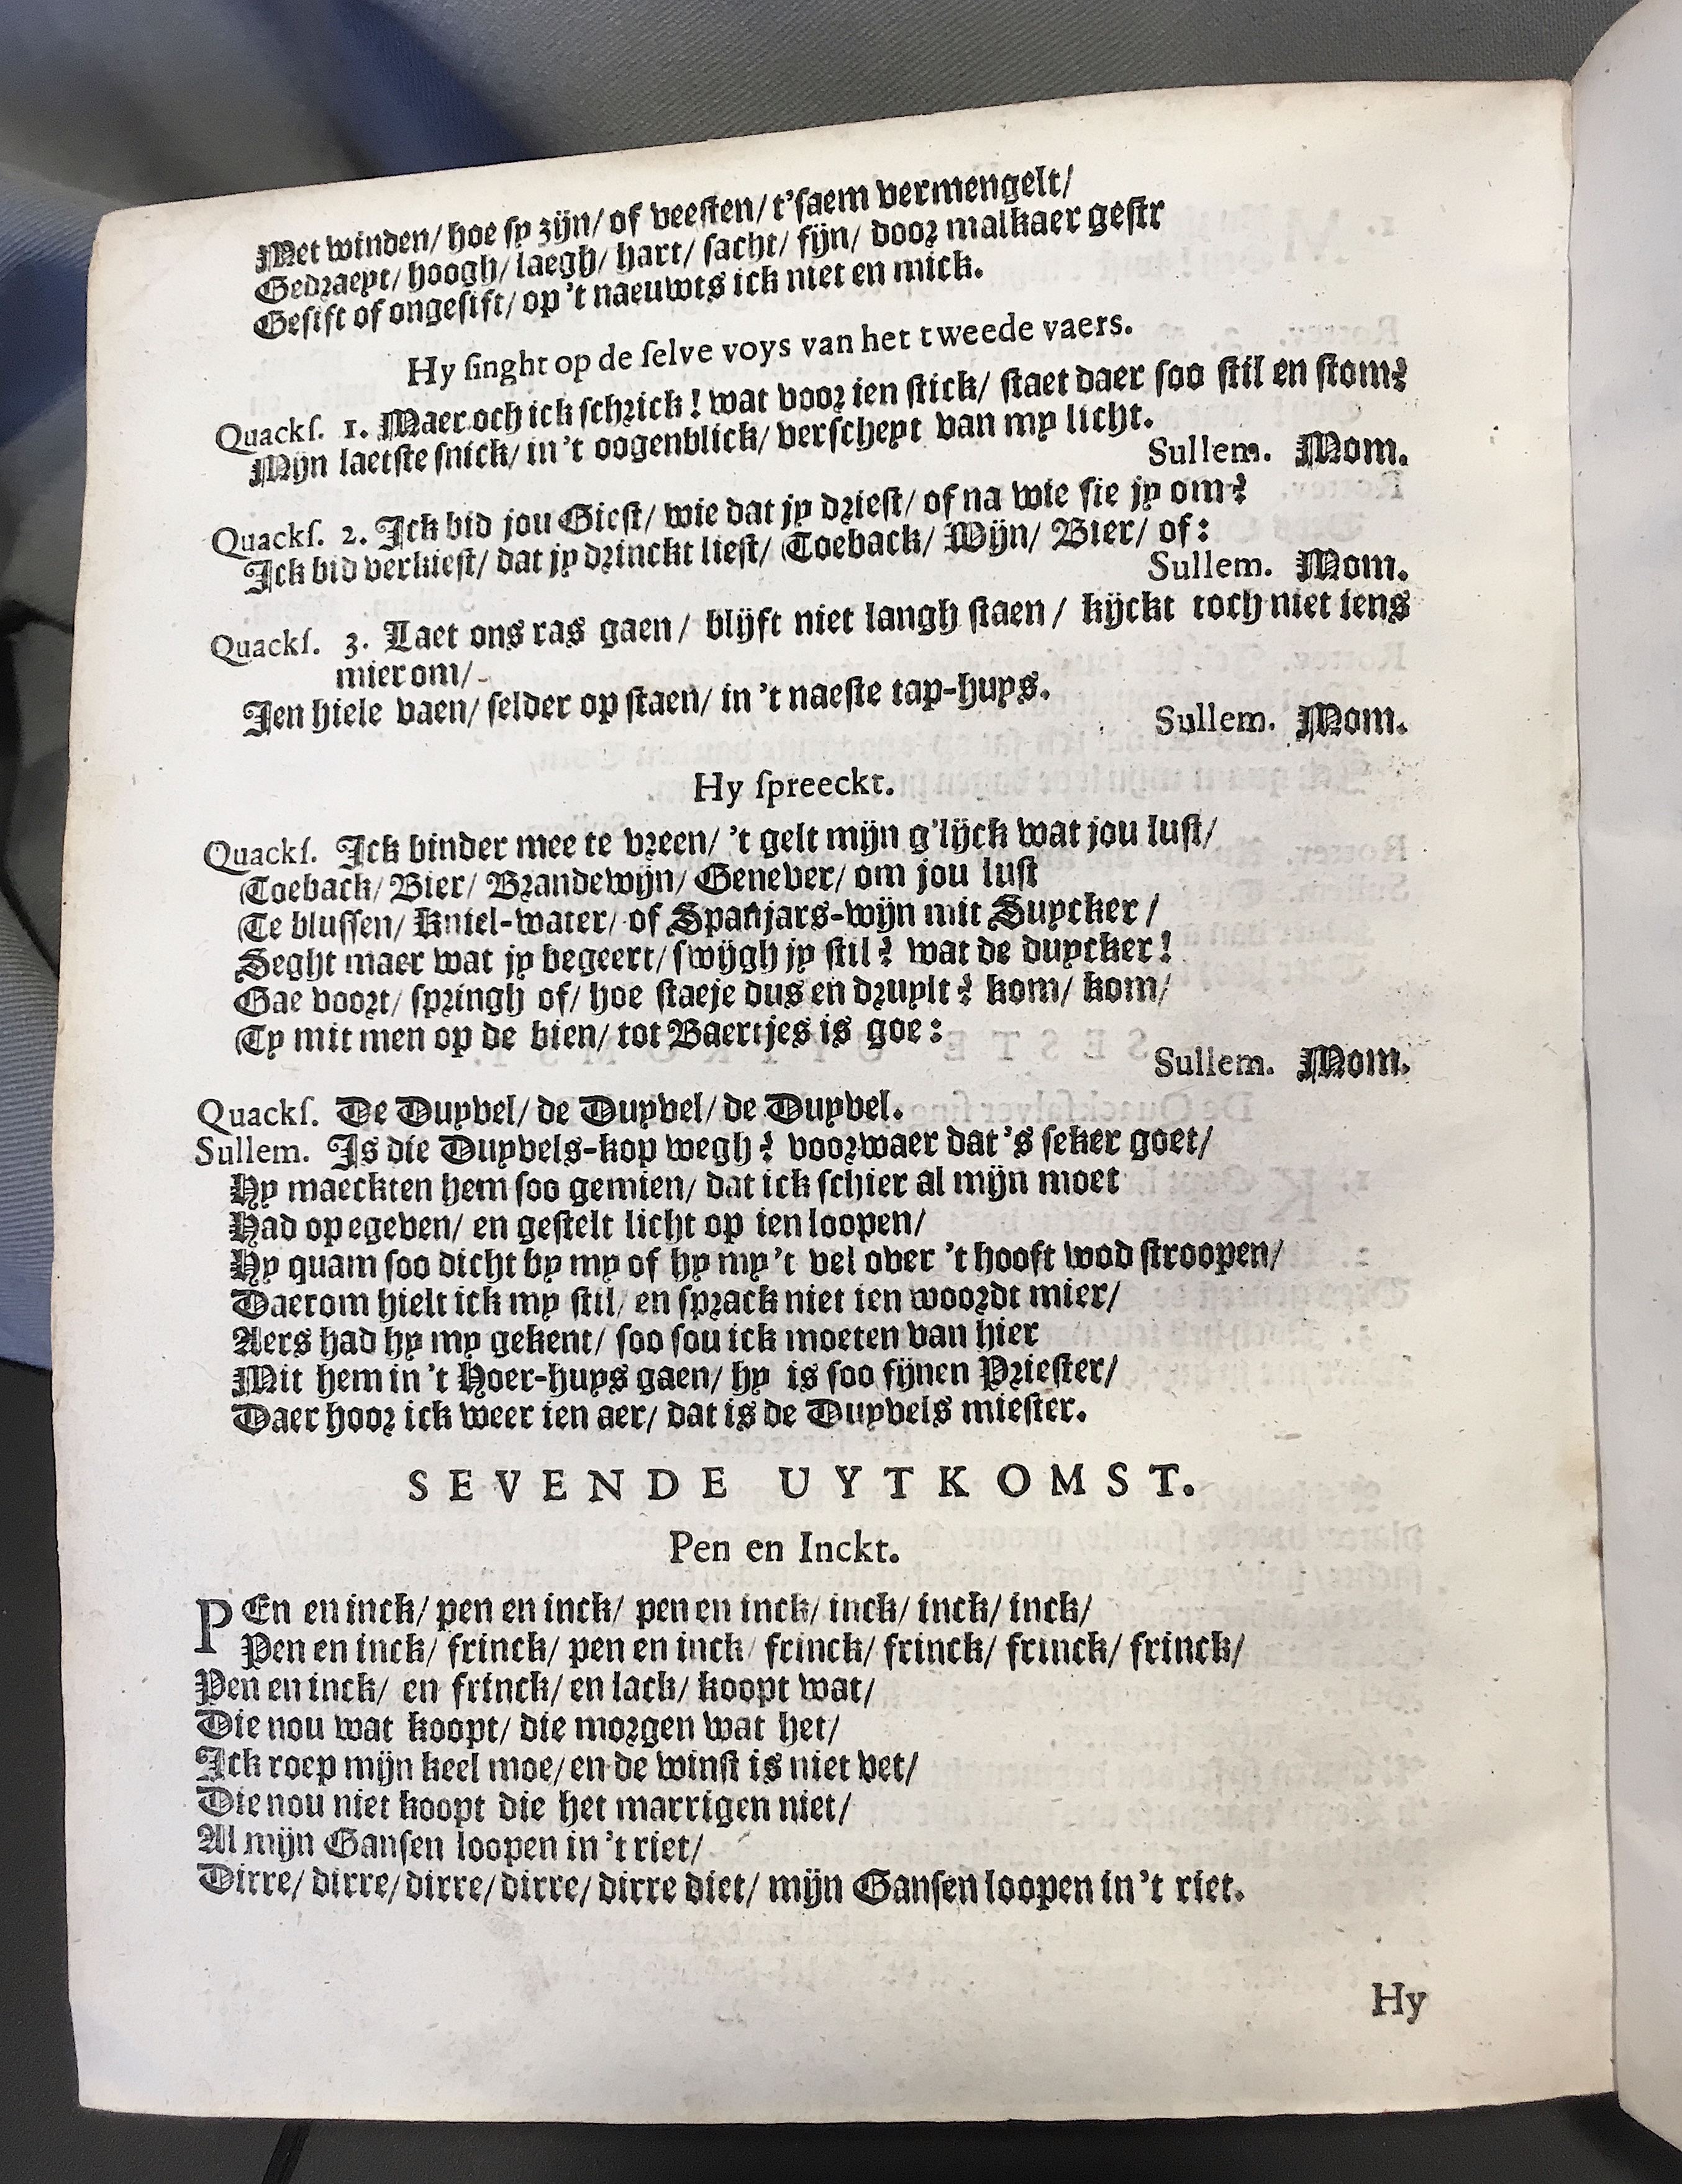 Met winden/ hoe sy zijn/ of veesten/ t'saem vermengelt/
Gedraeyt/ hoogh/ laegh/ hart/ sacht/ fijn/ door malkaer gestr
Gesift of ongesift/ op 't naeuwts ick niet en mick.
Hy singht op de selve voys van het tweede vaers.
Quacks. 1. Maer och ick schrick! wat voor ien stick/ staet daer soo stil en stom?
Mijn laetste snick/ in 't oogenblick/ verscheyt van my licht.
Sullem. Mom.
Quacks. 2. Ick bid jou Giest/ wie dat jy driest/ of na wie sie jy om?
Ick bid verkiest/ dat jy drinckt liest/ Toeback/ Wijn/ Bier/ of:
Sullem. Mom.
Quacks. 3. Laet ons ras gaen/ blijft niet langh staen/ kijckt toch niet iens
mier om/
Ien hiele vaen/ selder op staen/ in 't naeste tap-huys.
Sullem. Mom.
Hy spreeckt.
Quacks. Ick binder mee te vreen/ 't gelt mijn g'lijck wat jou lust/
Toeback/ Bier/ Brandewijn/ Genever/ om jou lust
Te blussen/ Kniel-water/ of Spanjars-wijn mit Suycker/
Seght maer wat jy begeert/ swijgh jy stil? wat de duycker!
Gae voort/ springh of/ hoe staeje dus en druylt? kom/ kom/
Ty mit men op de bien/ tot Baertjes is goe:
Sullem. Mom.
Quacks. De Duyvel/ de Duyvel/ de Duyvel.
Sullem. Is die Duyvels-kop wegh? voorwaer dat's seker goet/
Hy maeckten hem soo gemien/ dat ick schier al mijn moet
Had op egeven/ en gestelt licht op ien loopen/
Hy quam soo dicht by my of hy my 't vel over 't hooft wod stroopen/
Daerom hielt ick my stil/ en sprack niet ien woordt mier/
Aers had hy my gekent/ soo sou ick moeten van hier
Mit hem in 't Hoer-huys gaen/ hy is soo fijnen Priester/
Daer hoor ick weer ien aer/ dat is de Duyvels miester.
SEVENDE UYTKOMST.
Pen en Inckt.
PEn en inck/ pen en inck/ pen en inck/ inck/ inck/ inck/
Pen en inck/ frinck/ pen en inck/ frinck/ frinck/ frinck/ frinck/
Pen en inck/ en frinck/ en lack/ koopt wat/
Die nou wat koopt/ die morgen wat het/
Ick roep mijn keel moe/ en de winst is niet vet/
Die nou niet koopt die het marrigen niet/
Al mijn Gansen loopen in 't riet/
Dirre/ dirre/ dirre/ dirre/ dirre diet/ mijn Gansen loopen in 't riet.
Hy